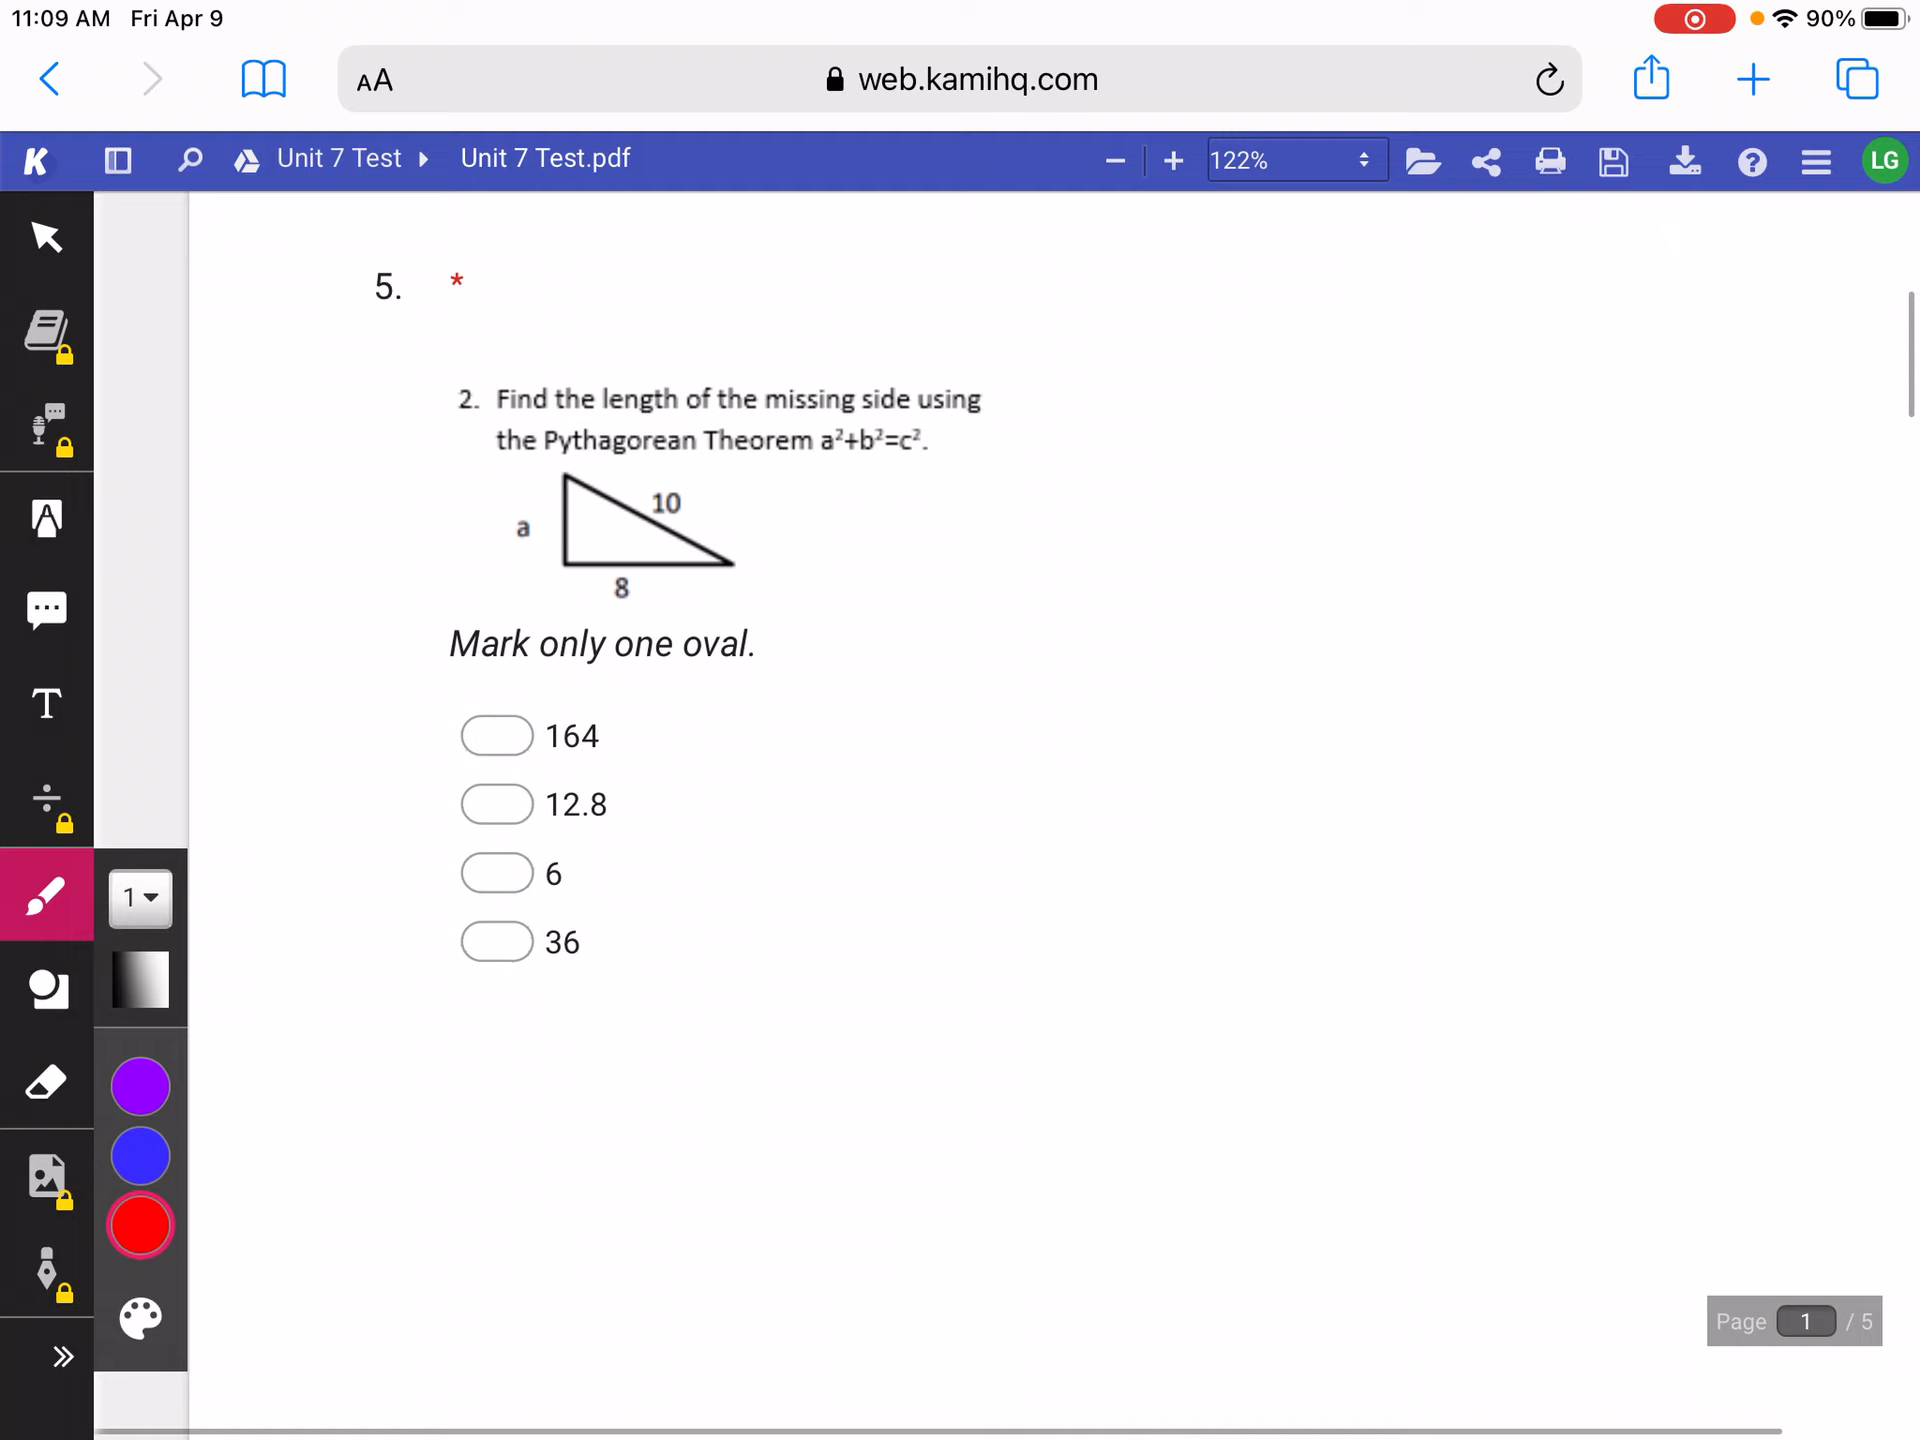 11:09 AM Fri Apr 9
90%
AA
web.kamihq.com
K
Unit 7 Test
Unit 7 Test.pdf
122%
LG
5. *
2. Find the length of the missing side using
the Pythagorean Theorem a²+b²=c².
10
a
8
Mark only one oval.
164
12.8
6
36
T
1
Page 1 / 5